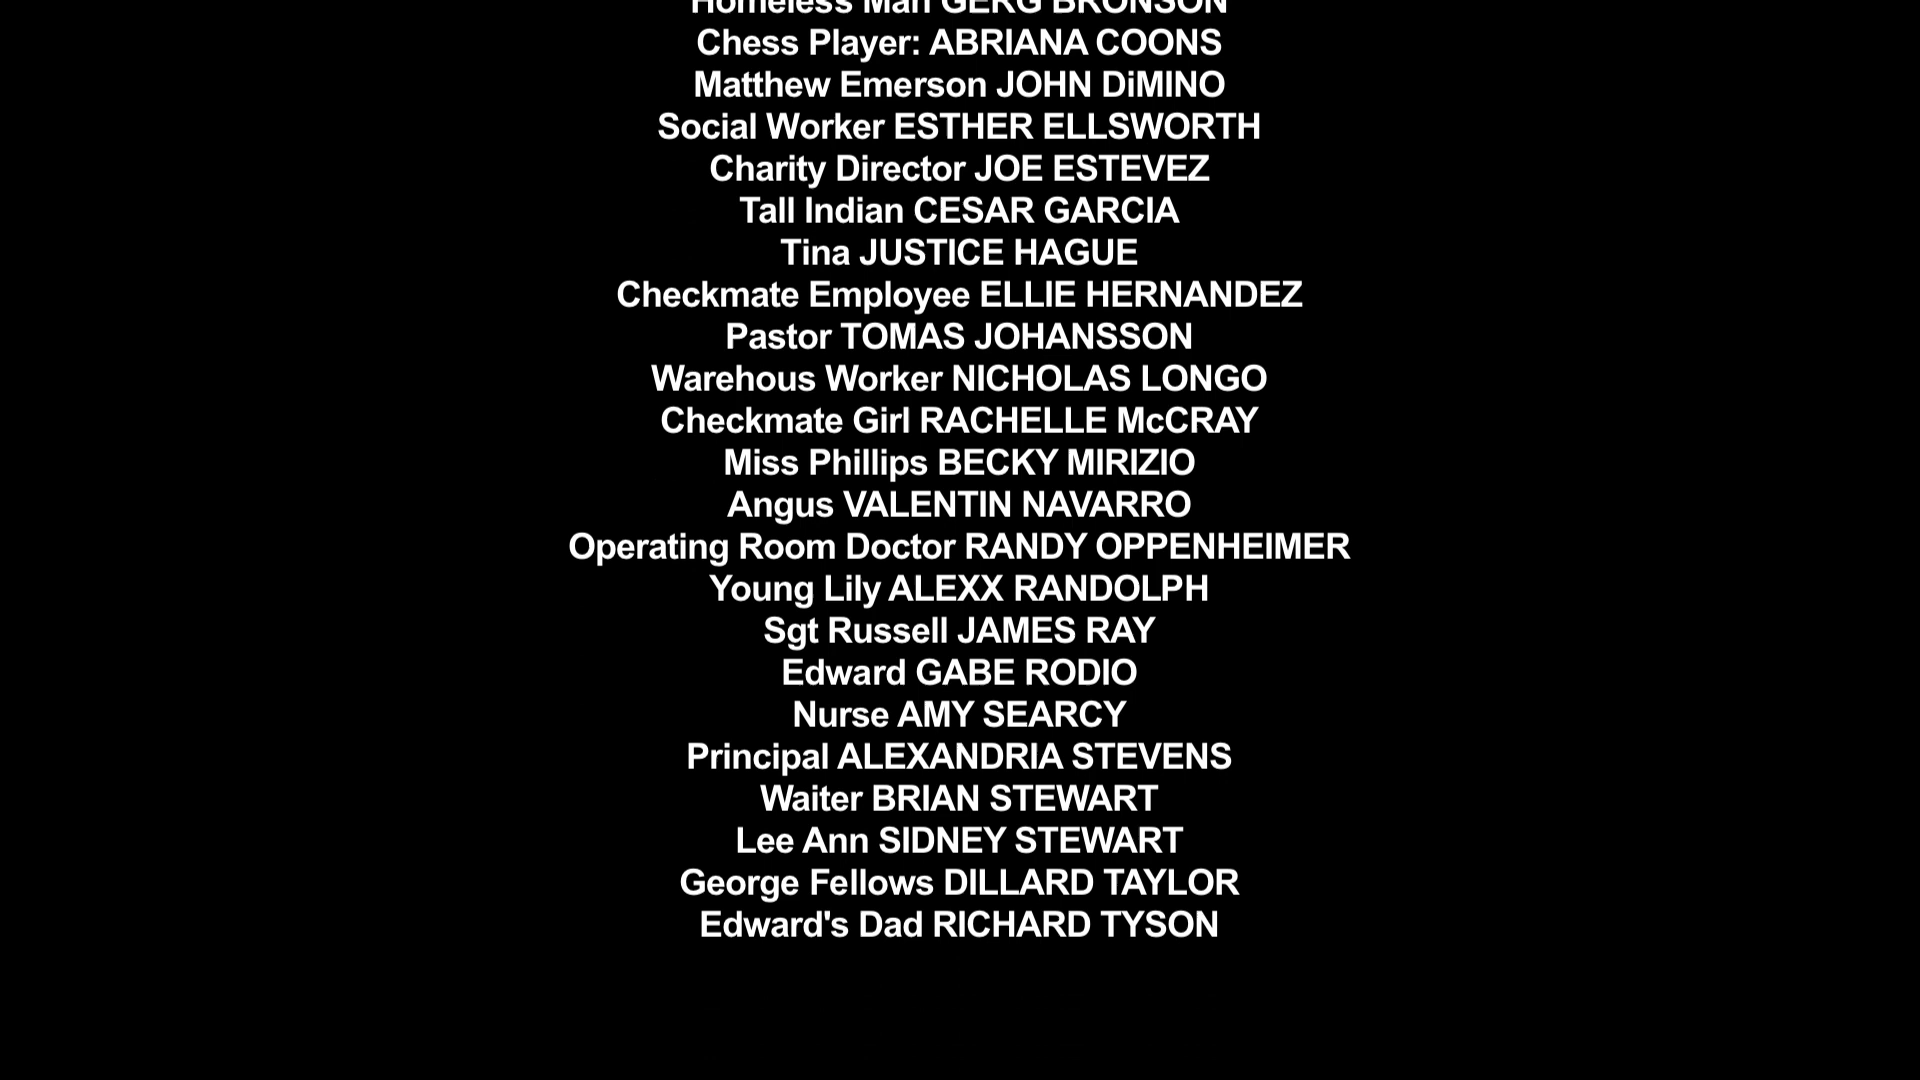 Homeless Man GERG BRONSON
Chess Player: ABRIANA COONS
Matthew Emerson JOHN DiMINO
Social Worker ESTHER ELLSWORTH
Charity Director JOE ESTEVEZ
Tall Indian CESAR GARCIA
Tina JUSTICE HAGUE
Checkmate Employee ELLIE HERNANDEZ
Pastor TOMAS JOHANSSON
Warehous Worker NICHOLAS LONGO
Checkmate Girl RACHELLE McCRAY
Miss Phillips BECKY MIRIZIO
Angus VALENTIN NAVARRO
Operating Room Doctor RANDY OPPENHEIMER
Young Lily ALEXX RANDOLPH
Sgt Russell JAMES RAY
Edward GABE RODIO
Nurse AMY SEARCY
Principal ALEXANDRIA STEVENS
Waiter BRIAN STEWART
Lee Ann SIDNEY STEWART
George Fellows DILLARD TAYLOR
Edward's Dad RICHARD TYSON